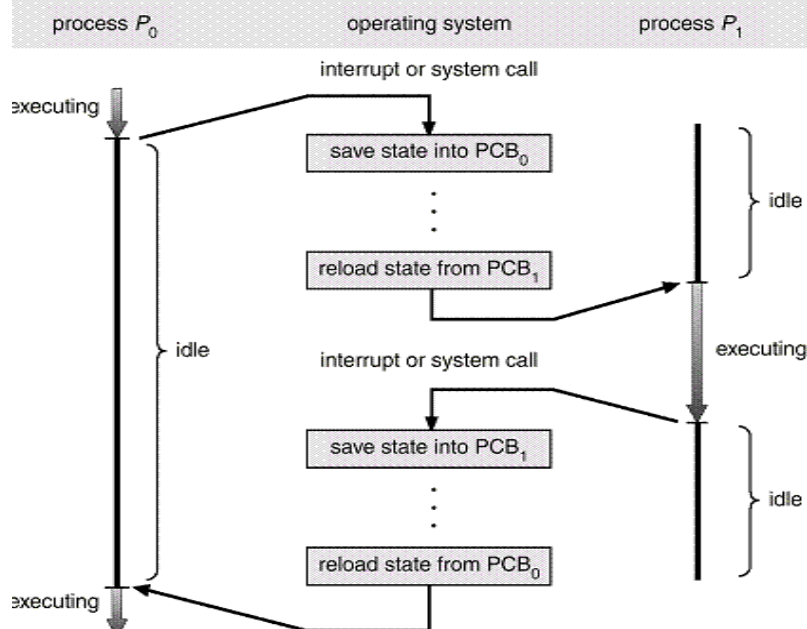 process P0 operating system process P1
interrupt or system call
executing
save state into PCB0
idle
reload state from PCB1
idle
executing
interrupt or system call
save state into PCB1
idle
reload state from PCB0
executing